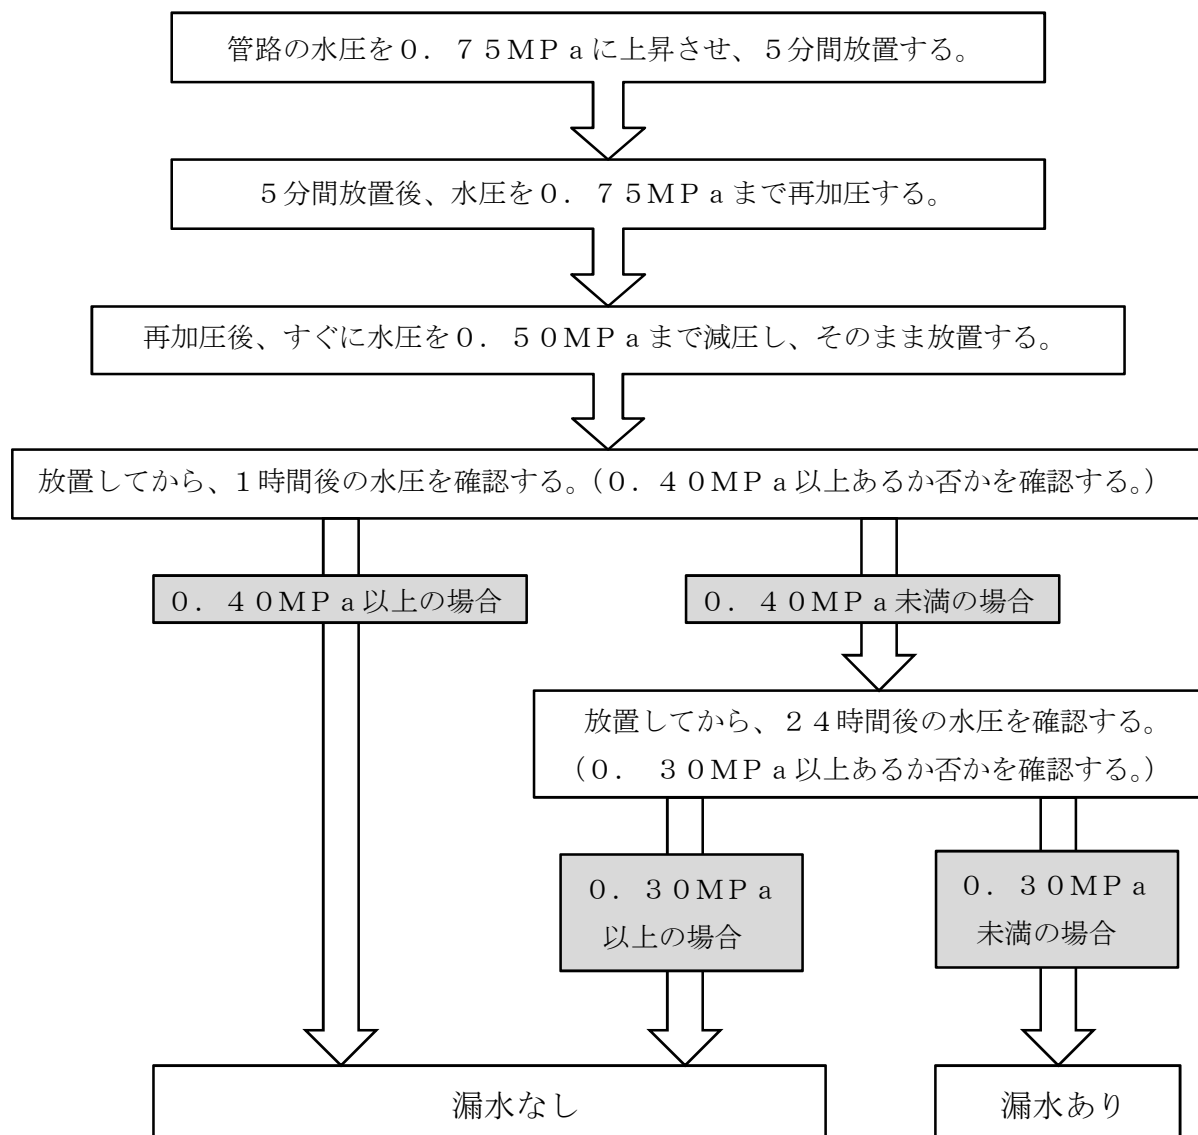 管路の水圧を０．７５ＭＰａに上昇させ、５分間放置する。
５分間放置後、水圧を０．７５ＭＰａまで再加圧する。
再加圧後、すぐに水圧を０．５０ＭＰａまで減圧し、そのまま放置する。
放置してから、１時間後の水圧を確認する。（０．４０ＭＰａ以上あるか否かを確認する。）
０．４０ＭＰａ以上の場合
０．４０ＭＰａ未満の場合
放置してから、２４時間後の水圧を確認する。
（０．３０ＭＰａ以上あるか否かを確認する。）
０．３０ＭＰａ
以上の場合
０．３０ＭＰａ
未満の場合
漏水なし
漏水あり